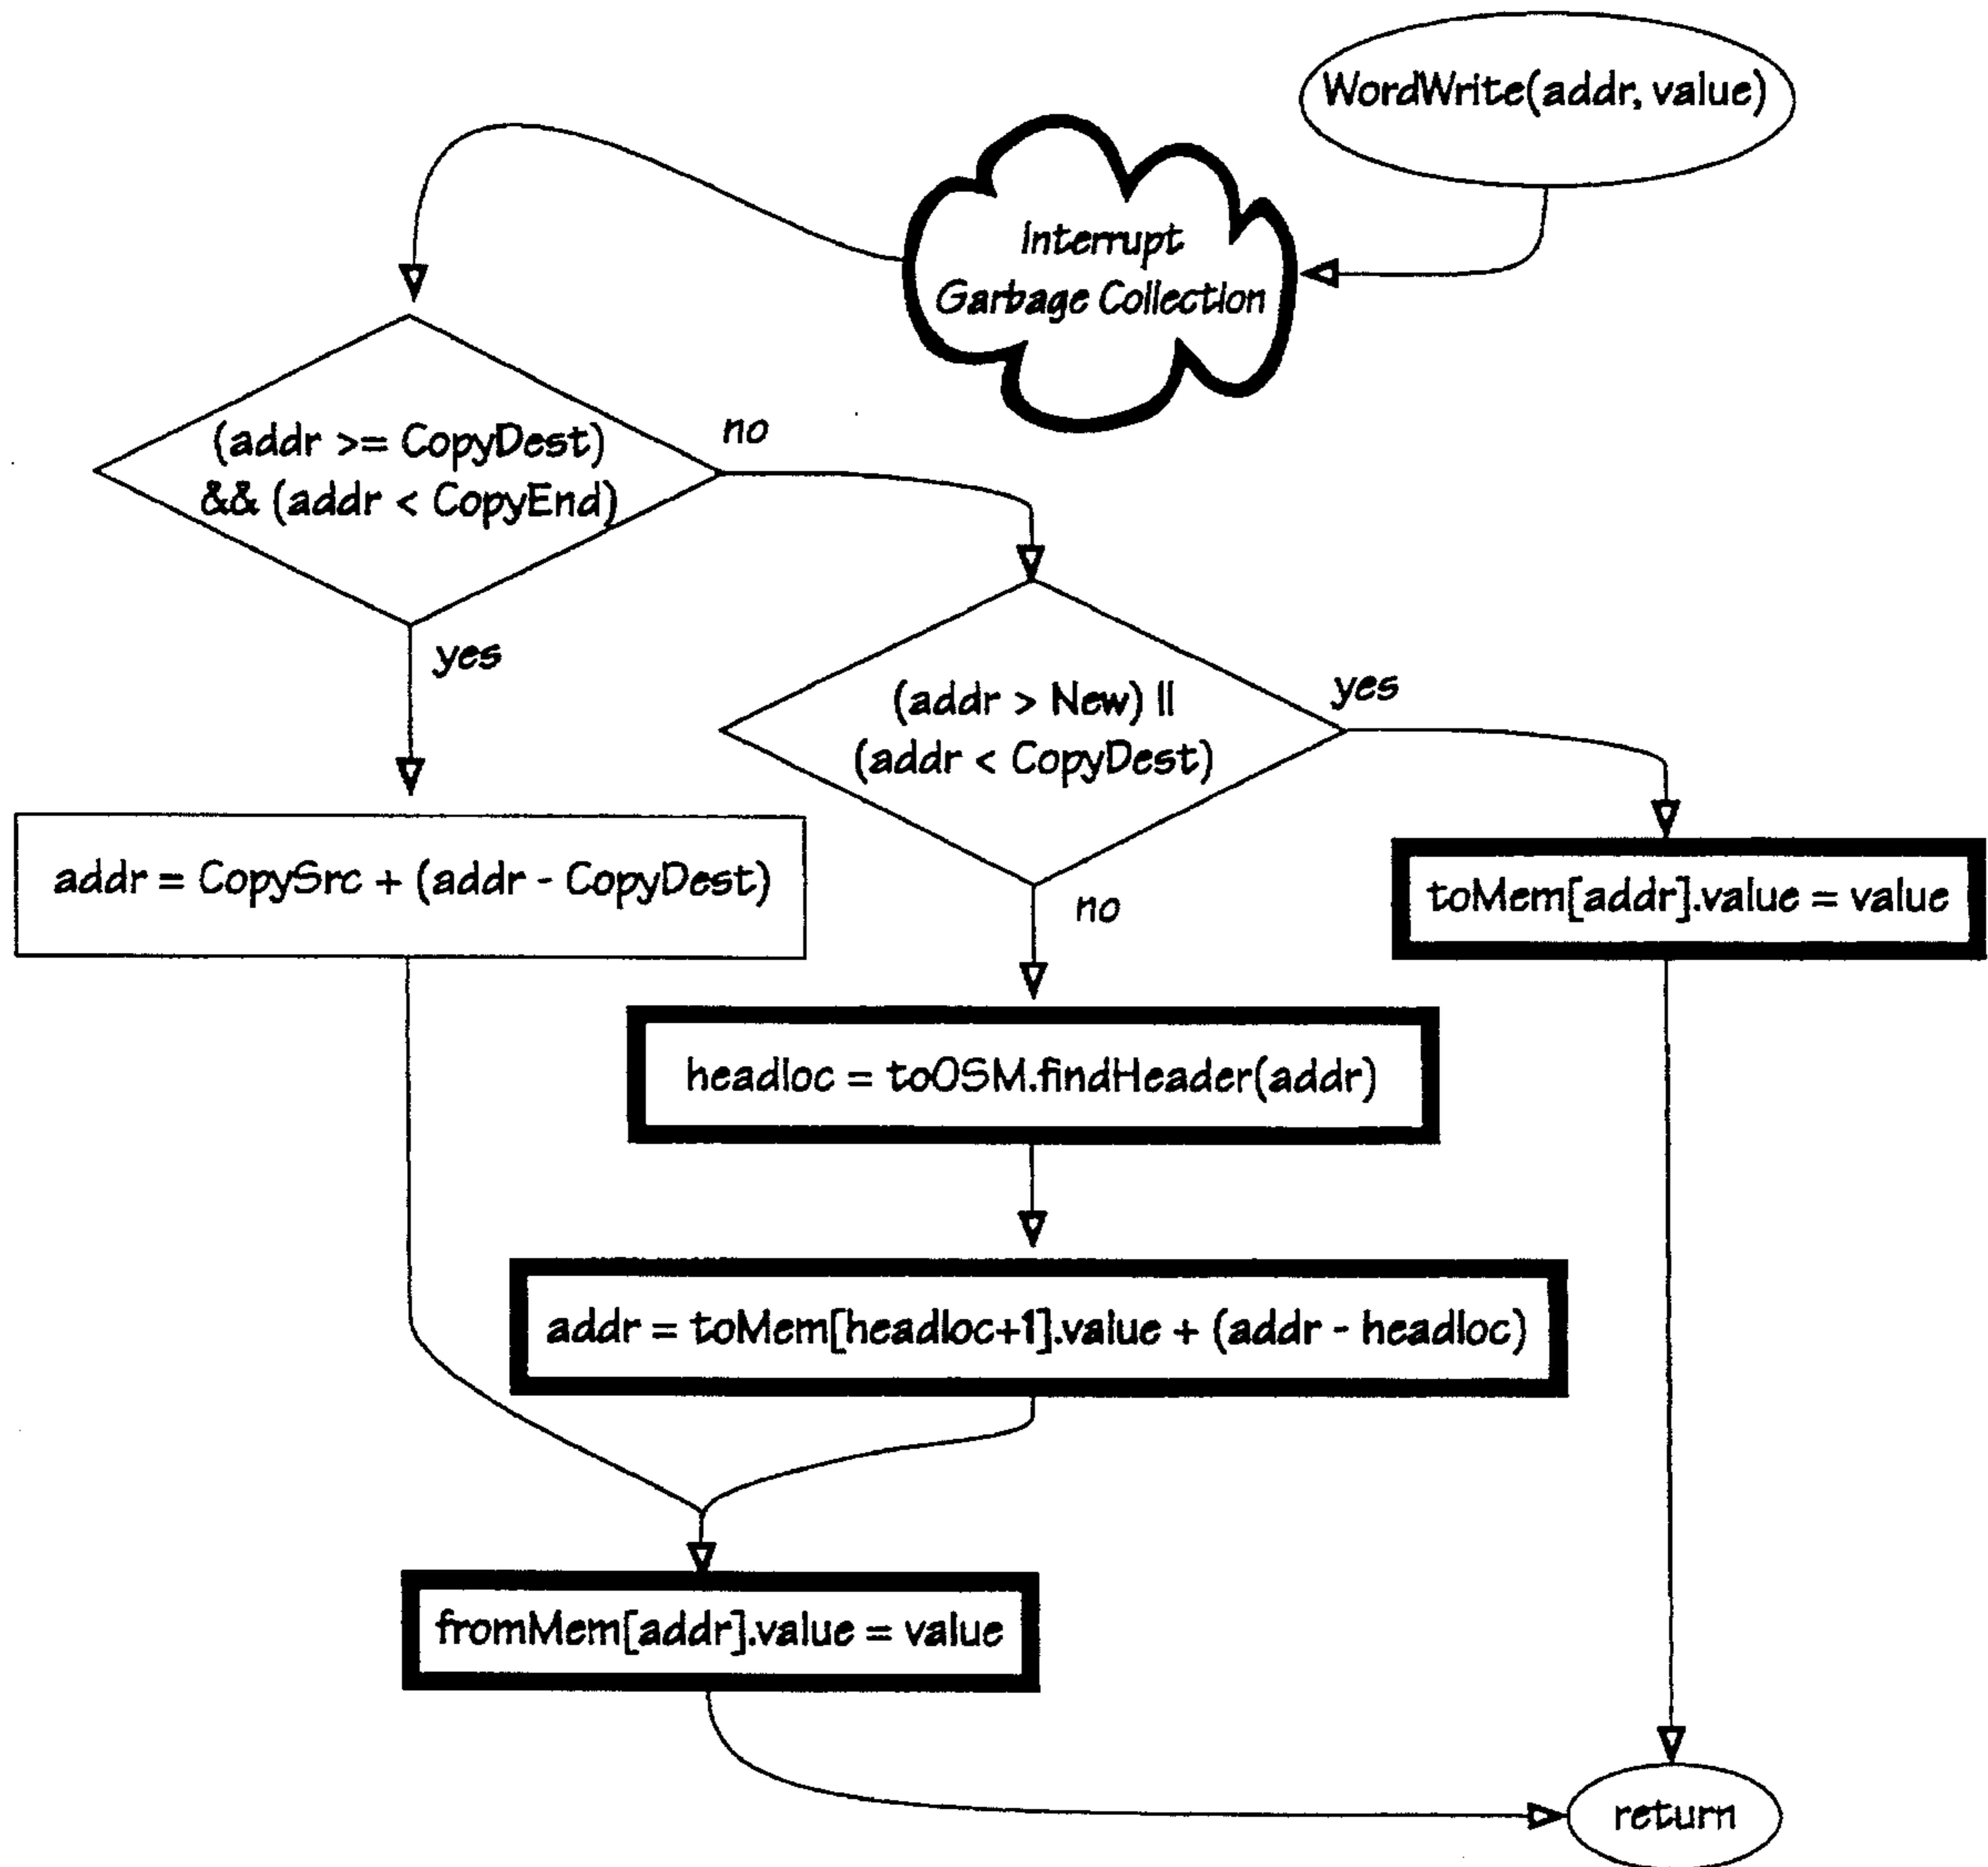 WordWrite(addr, value)
Interrupt
Garbage Collection
(addr >= CopyDest)
&& (addr < CopyEnd)
no
yes
(addr > New) ||
(addr < CopyDest)
yes
no
addr = CopySrc + (addr - CopyDest)
toMem[addr].value = value
headloc = toOSM.findHeader(addr)
addr = toMem[headloc+1].value + (addr - headloc)
fromMem[addr].value = value
return